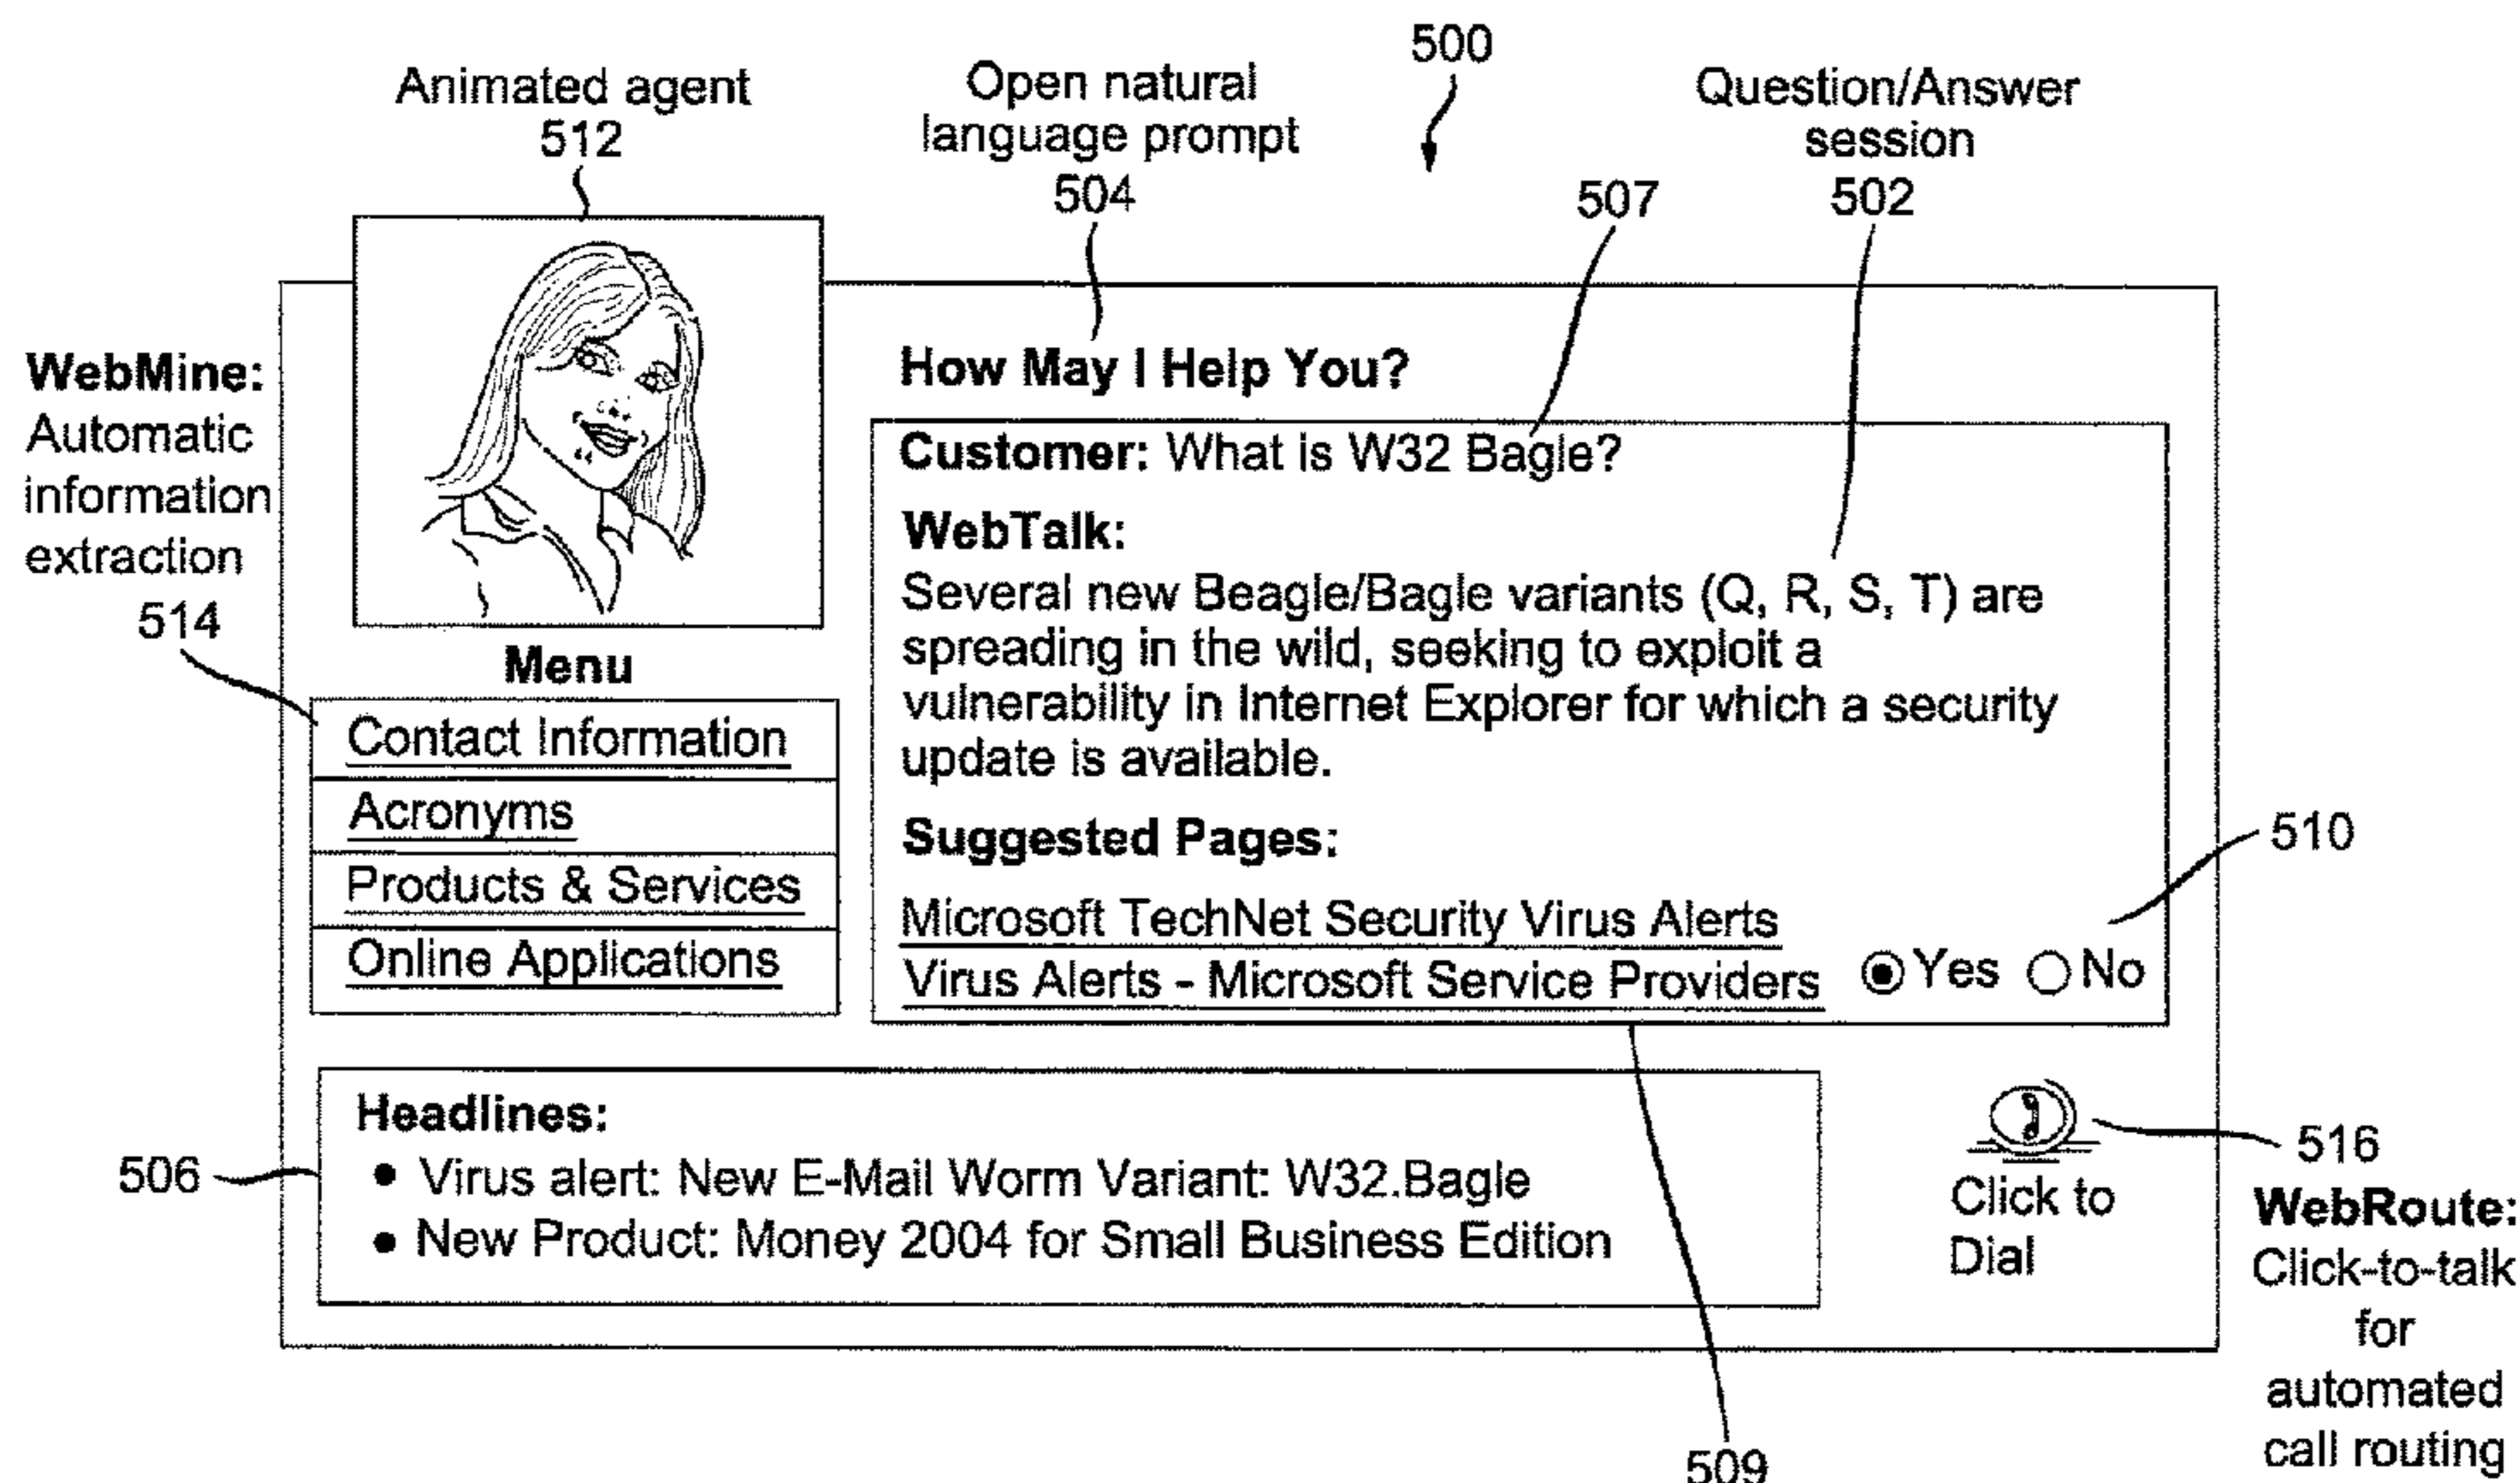 500
Animated agent
512
Open natural
language prompt
504
507
Question/Answer
session
502
WebMine:
Automatic
information
extraction
514
How May I Help You?
Customer: What is W32 Bagle?
WebTalk:
Several new Beagle/Bagle variants (Q, R, S, T) are
spreading in the wild, seeking to exploit a
vulnerability in Internet Explorer for which a security
update is available.
Suggested Pages:
Microsoft TechNet Security Virus Alerts
Virus Alerts - Microsoft Service Providers
Yes No
510
Menu
Contact Information
Acronyms
Products & Services
Online Applications
506
Headlines:
• Virus alert: New E-Mail Worm Variant: W32.Bagle
• New Product: Money 2004 for Small Business Edition
Click to
Dial
516
WebRoute:
Click-to-talk
for
automated
call routing
509